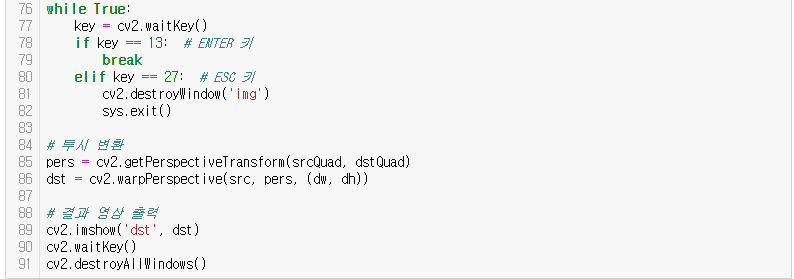 76 while True:
77     key = cv2.waitKey()
78     if key == 13:  # ENTER 키
79         break
80     elif key == 27:  # ESC 키
81         cv2.destroyWindow('img')
82         sys.exit()
83
84 # 투시 변환
85 pers = cv2.getPerspectiveTransform(srcQuad, dstQuad)
86 dst = cv2.warpPerspective(src, pers, (dw, dh))
87
88 # 결과 영상 출력
89 cv2.imshow('dst', dst)
90 cv2.waitKey()
91 cv2.destroyAllWindows()